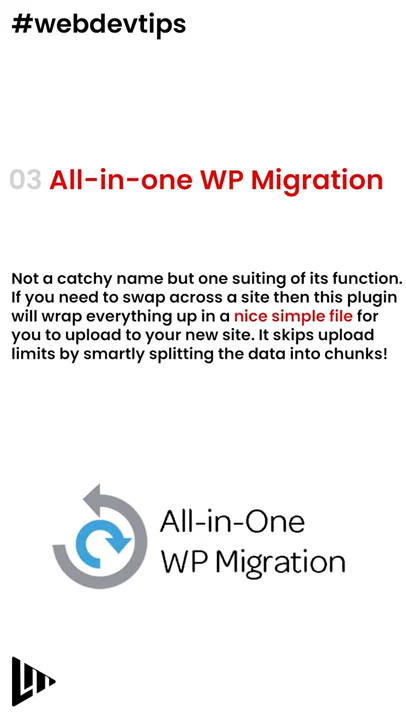 #webdevtips
03 All-in-one WP Migration
Not a catchy name but one suiting of its function.
If you need to swap across a site then this plugin
will wrap everything up in a nice simple file for
you to upload to your new site. It skips upload
limits by smartly splitting the data into chunks!
All-in-One
WP Migration